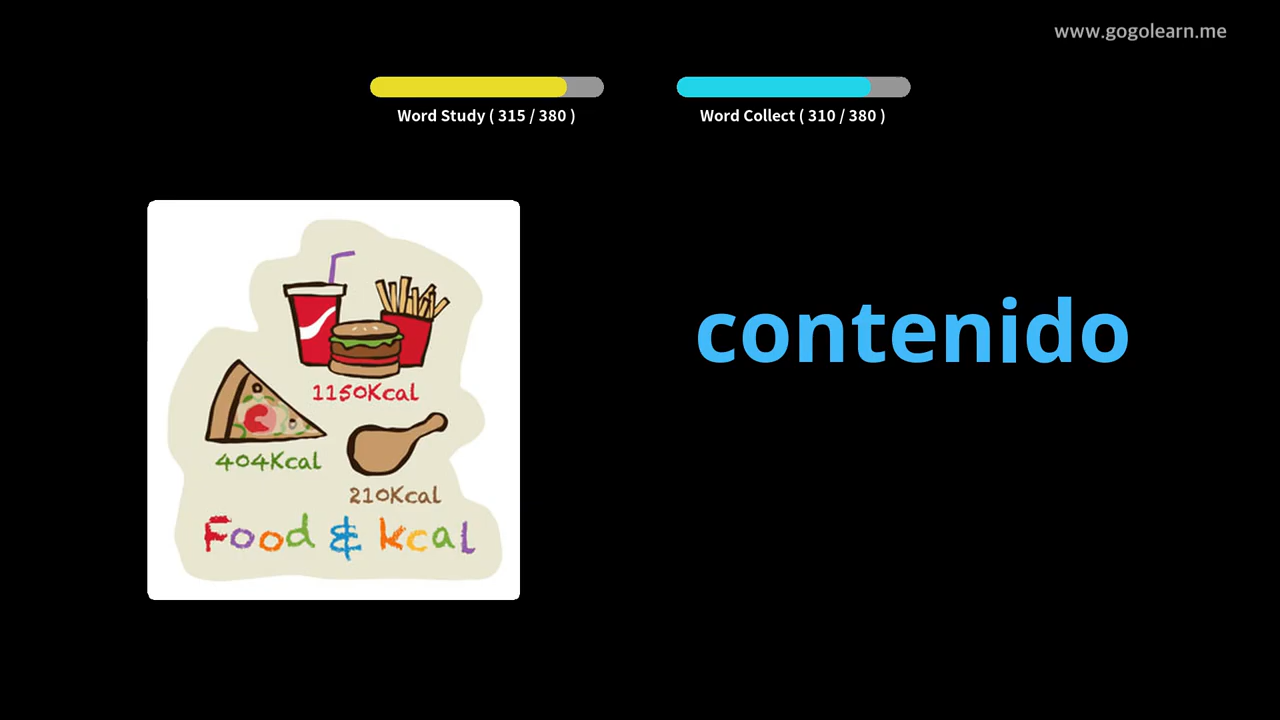 www.gogolearn.me
Word Study ( 315 / 380 )
Word Collect ( 310 / 380 )
1150Kcal
404Kcal
210Kcal
Food & kcal
contenido